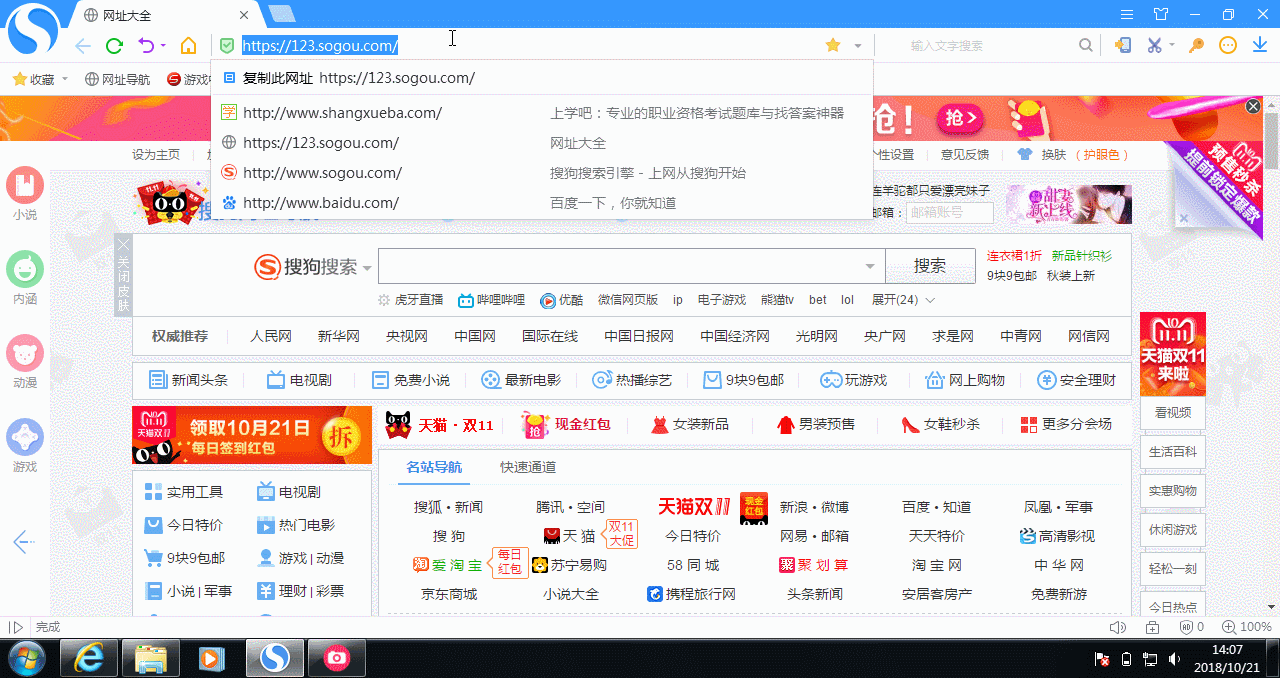 网址大全
https://123.sogou.com/
输入文字搜索
收藏 网址导航 游戏
复制此网址 https://123.sogou.com/
http://www.shangxueba.com/ 上学吧：专业的职业资格考试题库与找答案神器
https://123.sogou.com/ 网址大全
http://www.sogou.com/ 搜狗搜索引擎 - 上网从搜狗开始
http://www.baidu.com/ 百度一下，你就知道
抢！ 抢>
设为主页 性设置 意见反馈 换肤 （护眼色）
预售秒杀
提前锁定爆款
连羊驼都只爱漂亮妹子
邮箱： 邮箱账号
小说
内涵
动漫
游戏
关闭皮肤
搜狗搜索 搜索
连衣裙1折 新品针织衫
9块9包邮 秋装上新
虎牙直播 哔哩哔哩 优酷 微信网页版 ip 电子游戏 熊猫tv bet lol 展开(24)
权威推荐 人民网 新华网 央视网 中国网 国际在线 中国日报网 中国经济网 光明网 央广网 求是网 中青网 网信网
新闻头条 电视剧 免费小说 最新电影 热播综艺 9块9包邮 玩游戏 网上购物 安全理财
11.11
天猫双11
领取10月21日
每日签到红包
拆
天猫·双11 抢 现金红包 女装新品 男装预售 女鞋秒杀 更多分会场
11.11
天猫双11
来啦
看视频
生活百科
实惠购物
休闲游戏
轻松一刻
今日热点
实用工具 电视剧
今日特价 热门电影
9块9包邮 游戏 | 动漫
小说 | 军事 理财 | 彩票
名站导航 快速通道
搜狐·新闻 腾讯·空间 天猫双11 现金红包 新浪·微博 百度·知道 凤凰·军事
搜狗 天猫 双11大促 今日特价 网易·邮箱 天天特价 高清影视
淘 爱淘宝 每日红包 苏宁易购 58同城 聚 聚划算 淘宝网 中华网
京东商城 小说大全 携程旅行网 头条新闻 安居客房产 免费新游
完成 0 100%
14:07
2018/10/21